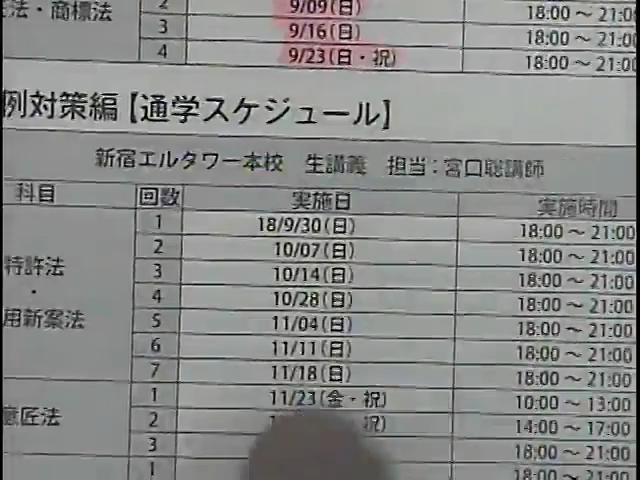 2 9/09(日) 18:00 ～ 21:00
法・商標法 3 9/16(日) 18:00 ～ 21:00
4 9/23(日・祝) 18:00 ～ 21:00
例対策編【通学スケジュール】
新宿エルタワー本校 生講義 担当：宮口聡講師
科目 回数 実施日 実施時間
1 18/9/30(日) 18:00 ～ 21:00
2 10/07(日) 18:00 ～ 21:00
特許法 3 10/14(日) 18:00 ～ 21:00
・ 4 10/28(日) 18:00 ～ 21:00
用新案法 5 11/04(日) 18:00 ～ 21:00
6 11/11(日) 18:00 ～ 21:00
7 11/18(日) 18:00 ～ 21:00
1 11/23(金・祝) 10:00 ～ 13:00
意匠法 2 祝) 14:00 ～ 17:00
3 18:00 ～ 21:00
1 18:00 ～ 21:00